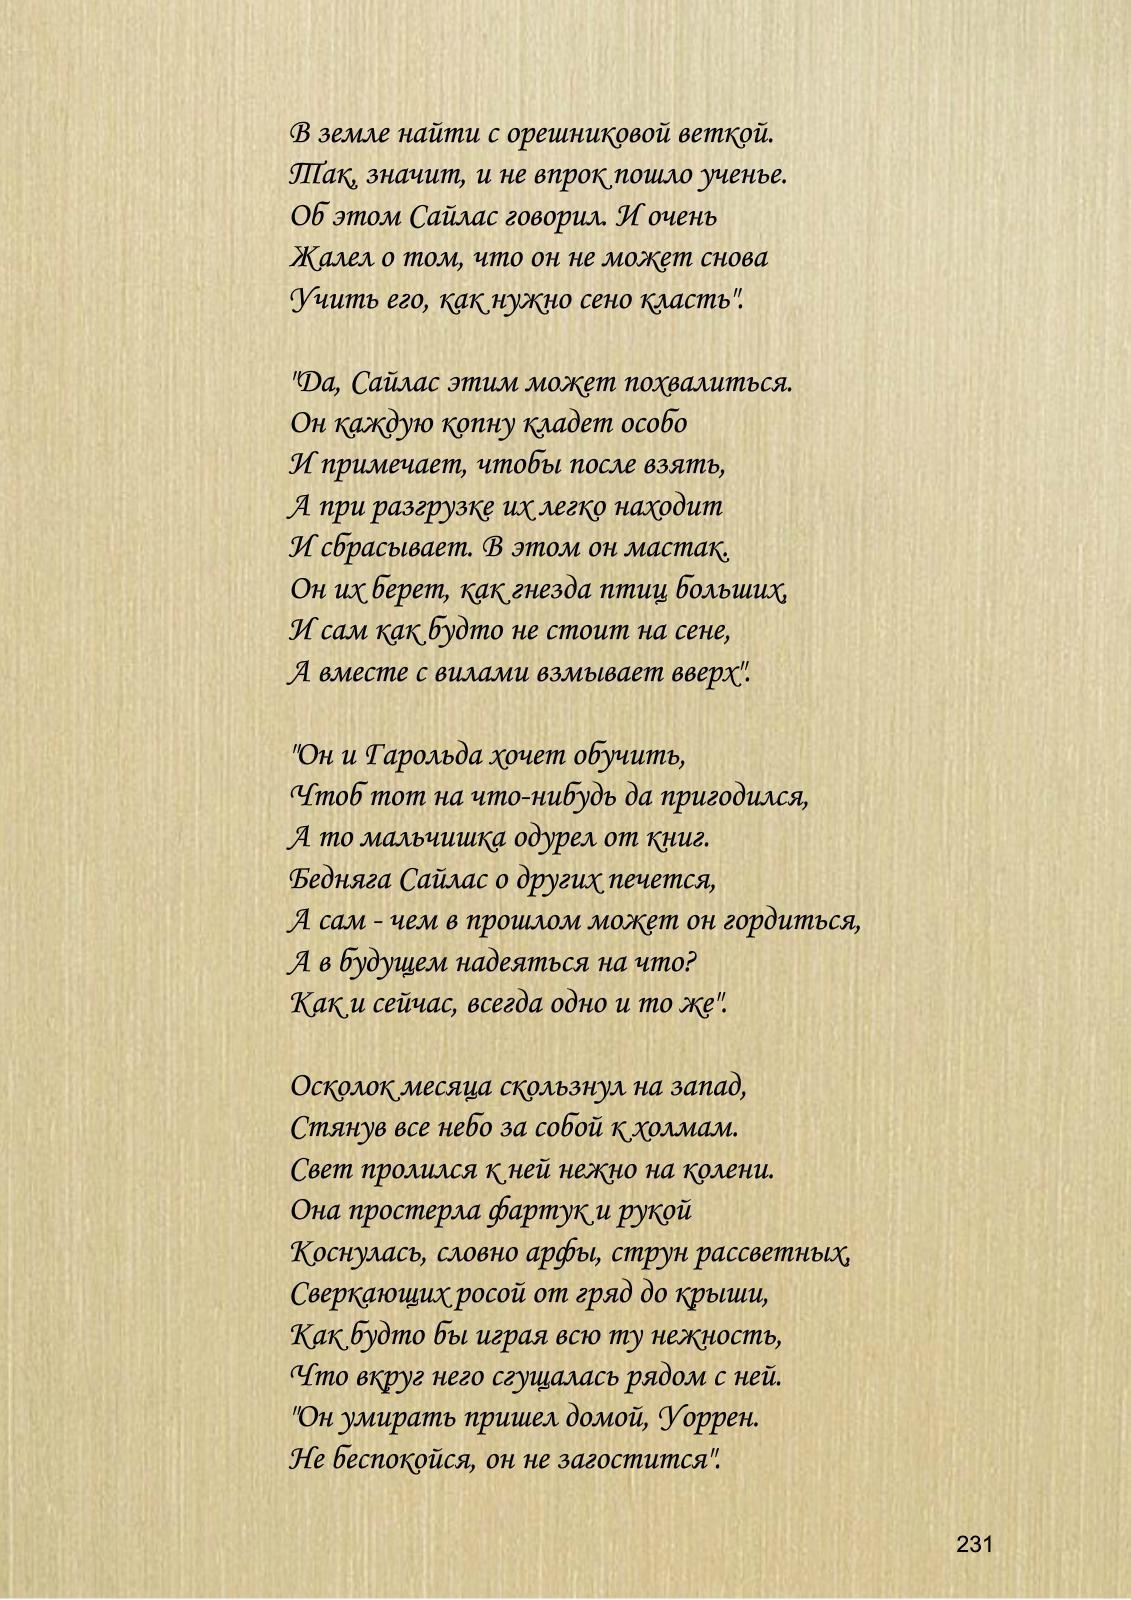 В земле найти с орешниковой веткой.
Так, значит, и не впрок пошло ученье.
Об этом Сайлас говорил. И очень
Жалел о том, что он не может снова
Учить его, как нужно сено класть".
"Да, Сайлас этим может похвалиться.
Он каждую копну кладет особо
И примечает, чтобы после взять,
А при разгрузке их легко находит
И сбрасывает. В этом он мастак.
Он их берет, как гнезда птиц больших,
И сам как будто не стоит на сене,
А вместе с вилами взмывает вверх".
"Он и Гарольда хочет обучить,
Чтоб тот на что-нибудь да пригодился,
А то мальчишка одурел от книг.
Бедняга Сайлас о других печется,
А сам - чем в прошлом может он гордиться,
А в будущем надеяться на что?
Как и сейчас, всегда одно и то же".
Осколок месяца скользнул на запад,
Стянув все небо за собой к холмам.
Свет пролился к ней нежно на колени.
Она простерла фартук и рукой
Коснулась, словно арфы, струн рассветных,
Сверкающих росой от гряд до крыши,
Как будто бы играя всю ту нежность,
Что вкруг него сгущалась рядом с ней.
"Он умирать пришел домой, Уоррен.
Не беспокойся, он не загостится".
231